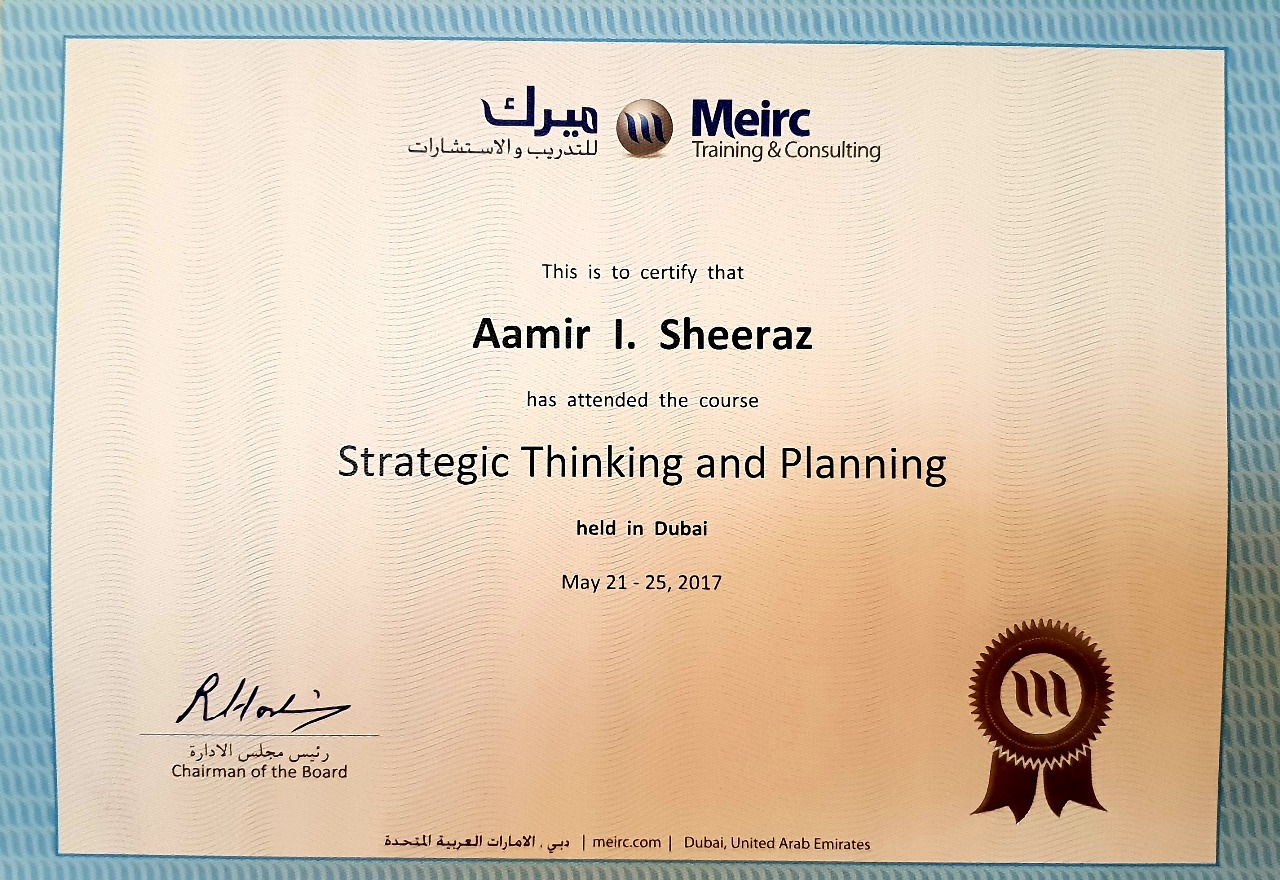 ميرك
للتدريب والاستشارات
Meirc
Training & Consulting
This is to certify that
Aamir I. Sheeraz
has attended the course
Strategic Thinking and Planning
held in Dubai
May 21 - 25, 2017
رئيس مجلس الادارة
Chairman of the Board
دبي . الامارات العربية المتحدة | meirc.com | Dubai, United Arab Emirates